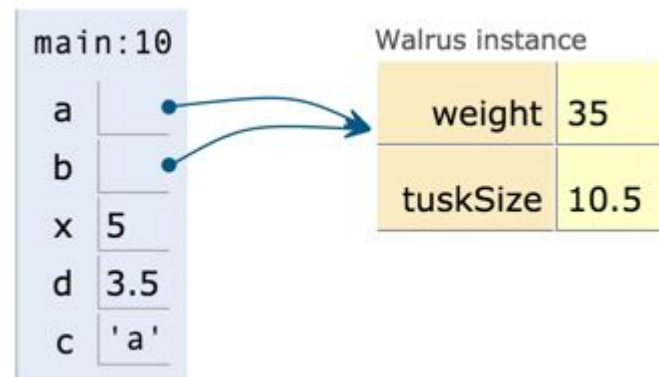 main:10
a
b
x 5
d 3.5
c 'a'
Walrus instance
weight 35
tuskSize 10.5